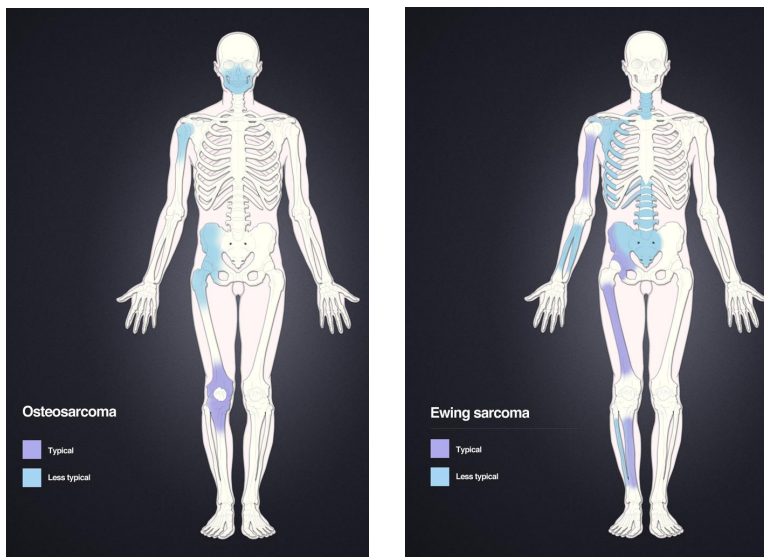 Osteosarcoma
Typical
Less typical
Ewing sarcoma
Typical
Less typical